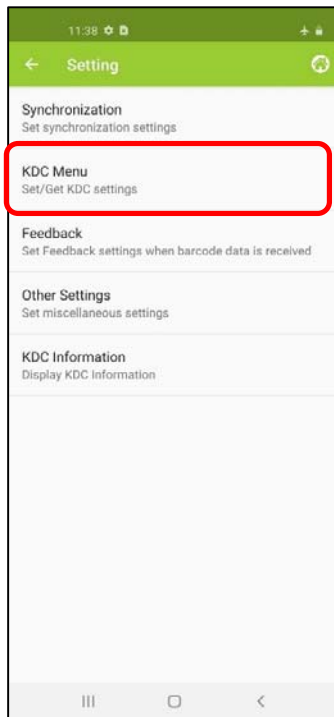 11:38
Setting
Synchronization
Set synchronization settings
KDC Menu
Set/Get KDC settings
Feedback
Set Feedback settings when barcode data is received
Other Settings
Set miscellaneous settings
KDC Information
Display KDC Information